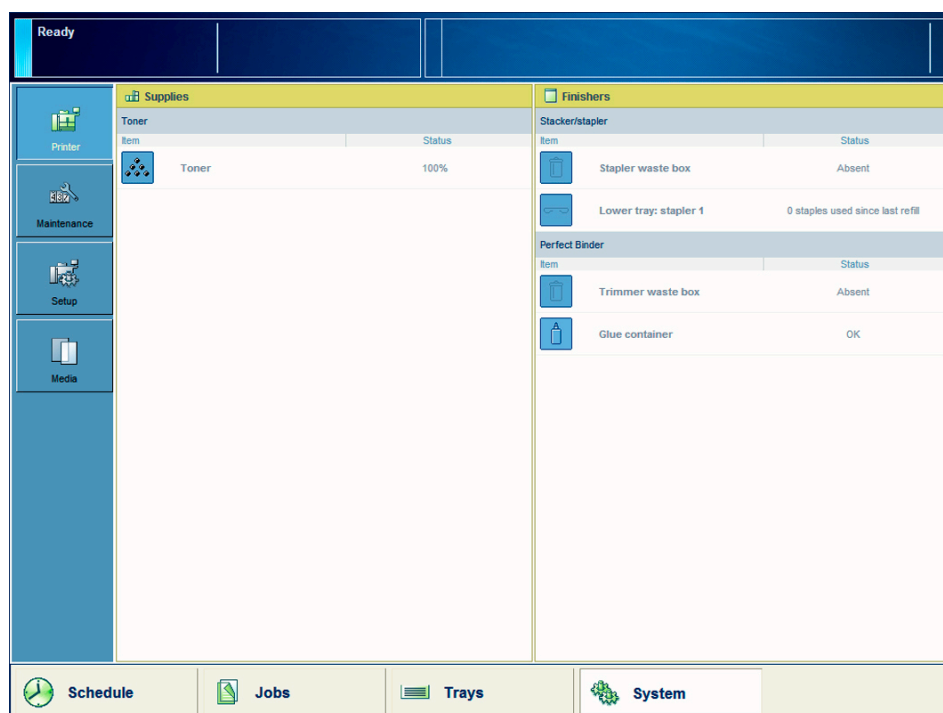 Ready
Printer
Maintenance
Setup
Media
Supplies
Toner
Item Status
Toner 100%
Finishers
Stacker/stapler
Item Status
Stapler waste box Absent
Lower tray: stapler 1 0 staples used since last refill
Perfect Binder
Item Status
Trimmer waste box Absent
Glue container OK
Schedule Jobs Trays System